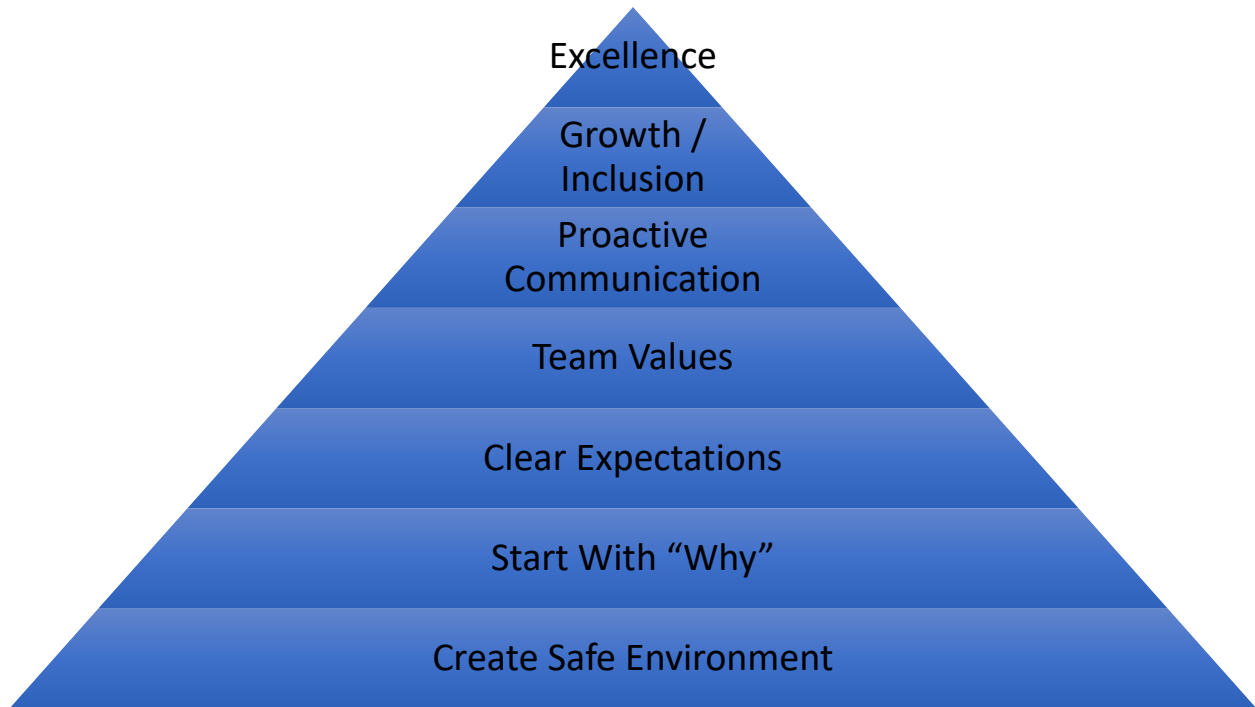 Excellence
Growth /
Inclusion
Proactive
Communication
Team Values
Clear Expectations
Start With “Why”
Create Safe Environment